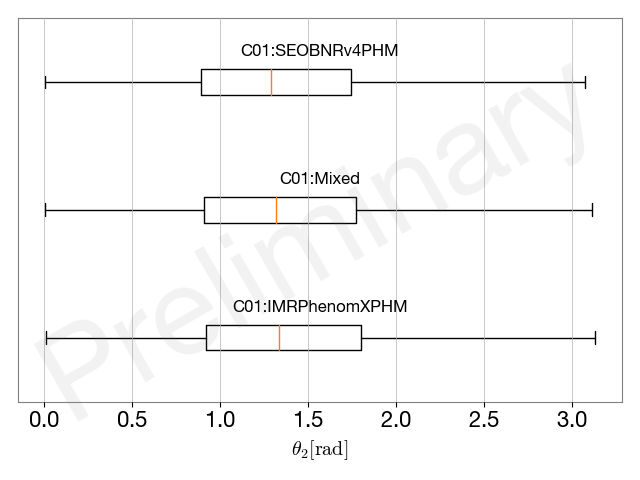 C01:SEOBNRv4PHM
C01:Mixed
C01:IMRPhenomXPHM
Preliminary
0.0 0.5 1.0 1.5 2.0 2.5 3.0
θ₂[rad]